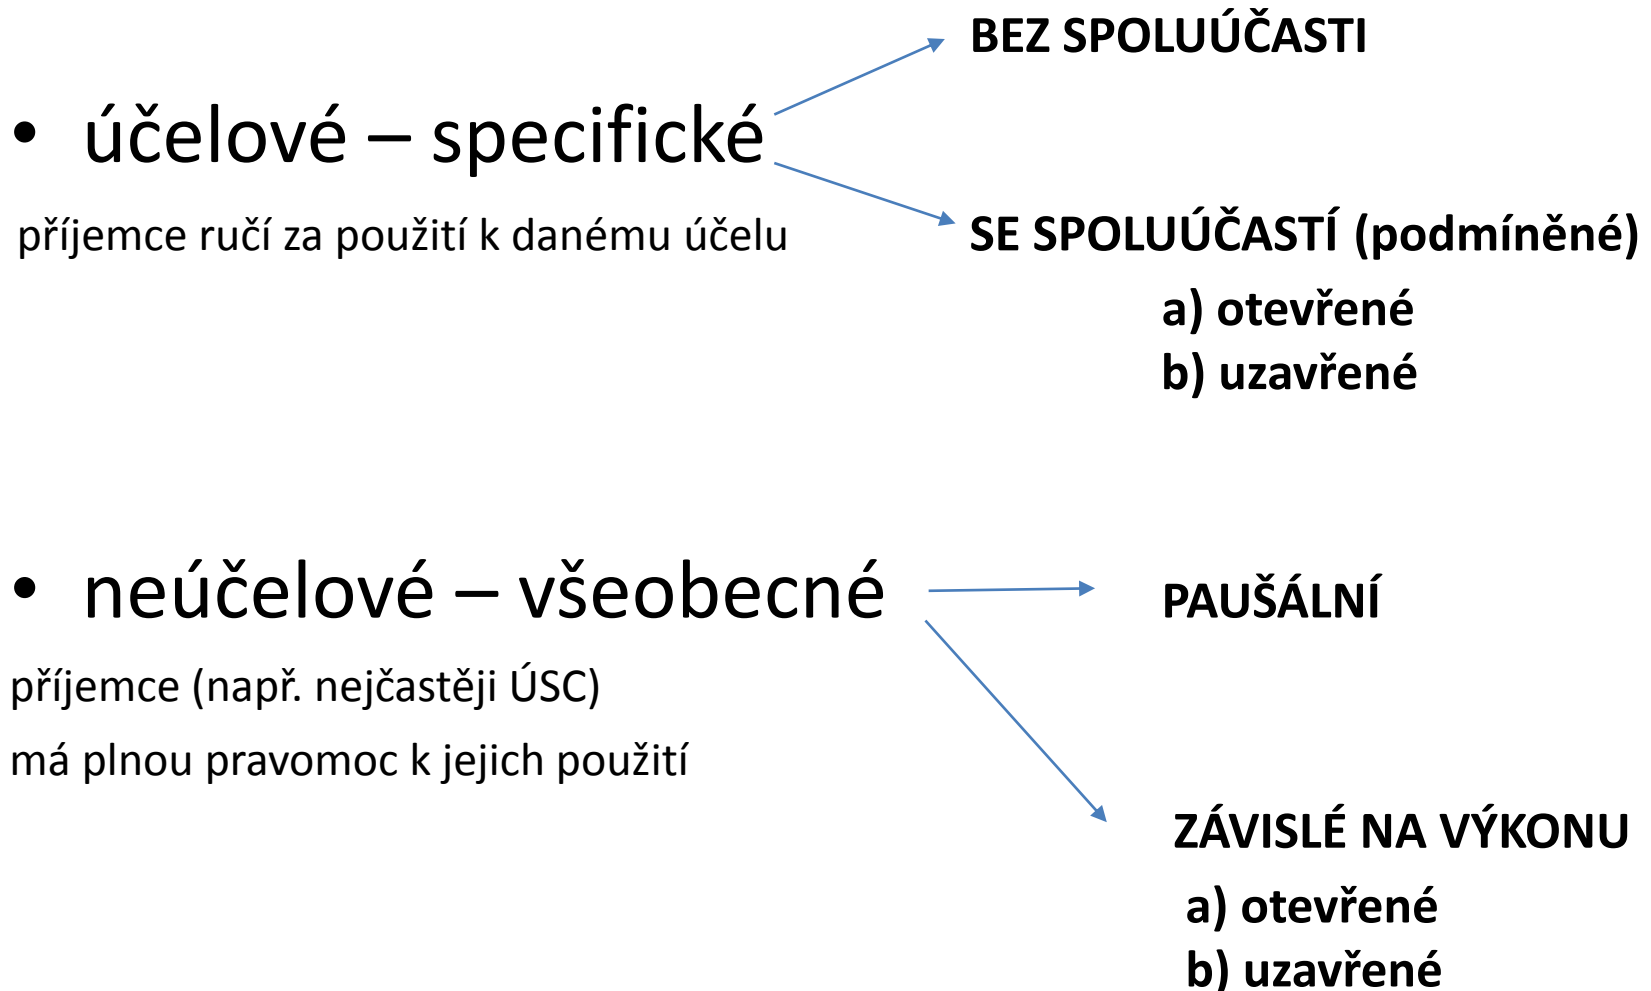 BEZ SPOLUÚČASTI
• účelové – specifické
příjemce ručí za použití k danému účelu
SE SPOLUÚČASTÍ (podmíněné)
a) otevřené
b) uzavřené
• neúčelové – všeobecné
PAUŠÁLNÍ
příjemce (např. nejčastěji ÚSC)
má plnou pravomoc k jejich použití
ZÁVISLÉ NA VÝKONU
a) otevřené
b) uzavřené